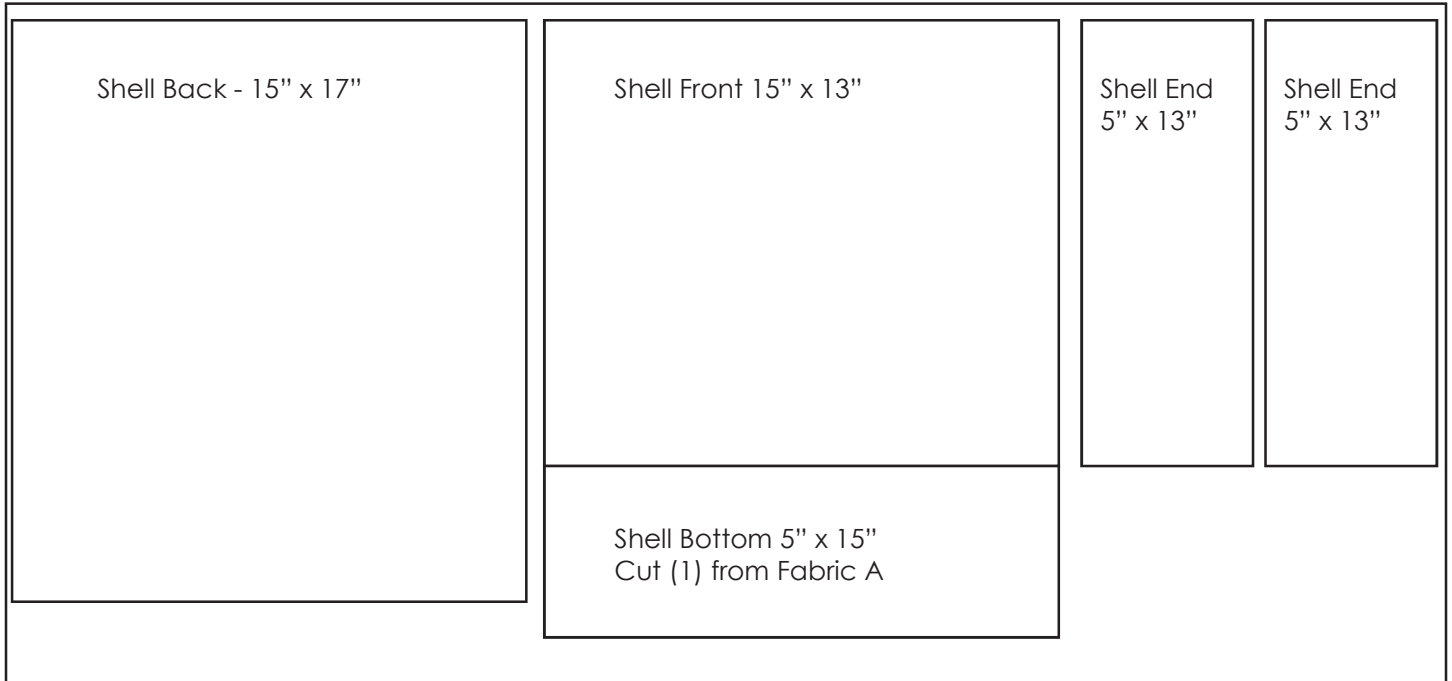 Shell Back - 15” x 17”
Shell Front 15” x 13”
Shell End
5” x 13”
Shell End
5” x 13”
Shell Bottom 5” x 15”
Cut (1) from Fabric A